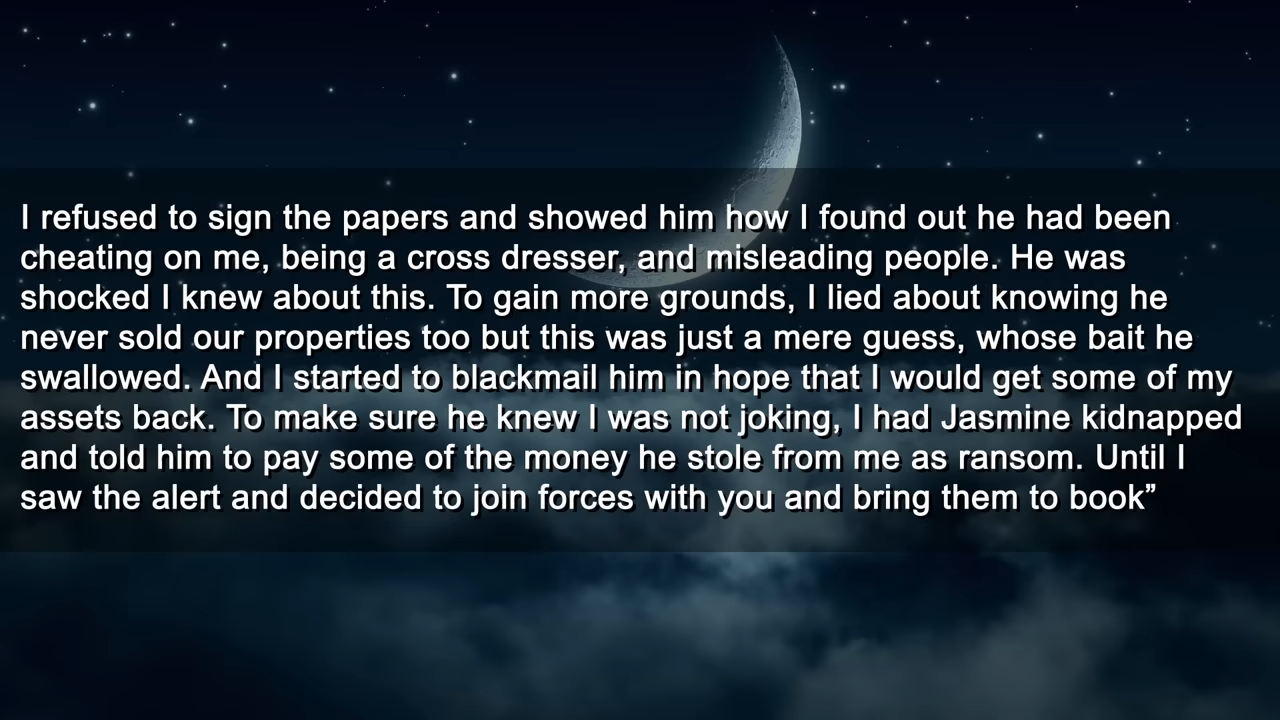 I refused to sign the papers and showed him how I found out he had been
cheating on me, being a cross dresser, and misleading people. He was
shocked I knew about this. To gain more grounds, I lied about knowing he
never sold our properties too but this was just a mere guess, whose bait he
swallowed. And I started to blackmail him in hope that I would get some of my
assets back. To make sure he knew I was not joking, I had Jasmine kidnapped
and told him to pay some of the money he stole from me as ransom. Until I
saw the alert and decided to join forces with you and bring them to book”